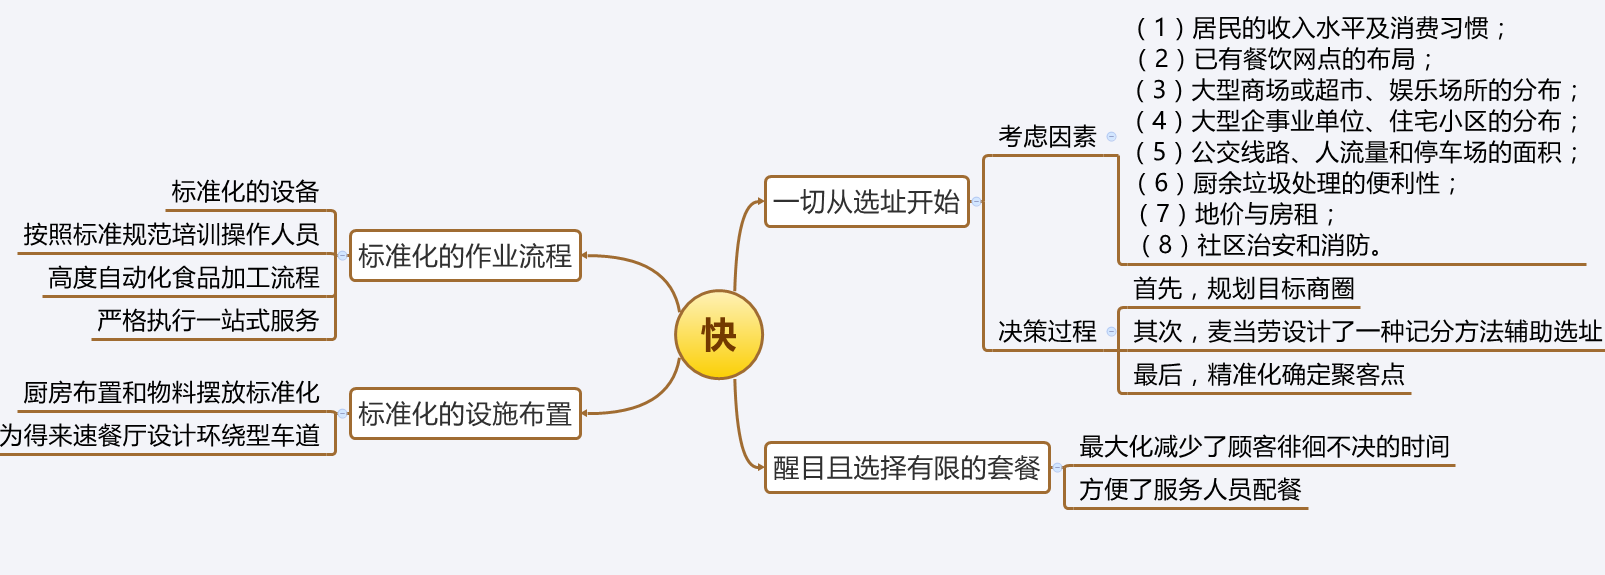 快
一切从选址开始
考虑因素
（1）居民的收入水平及消费习惯；
（2）已有餐饮网点的布局；
（3）大型商场或超市、娱乐场所的分布；
（4）大型企事业单位、住宅小区的分布；
（5）公交线路、人流量和停车场的面积；
（6）厨余垃圾处理的便利性；
（7）地价与房租；
（8）社区治安和消防。
决策过程
首先，规划目标商圈
其次，麦当劳设计了一种记分方法辅助选址
最后，精准化确定聚客点
醒目且选择有限的套餐
最大化减少了顾客徘徊不决的时间
方便了服务人员配餐
标准化的作业流程
标准化的设备
按照标准规范培训操作人员
高度自动化食品加工流程
严格执行一站式服务
标准化的设施布置
厨房布置和物料摆放标准化
为得来速餐厅设计环绕型车道